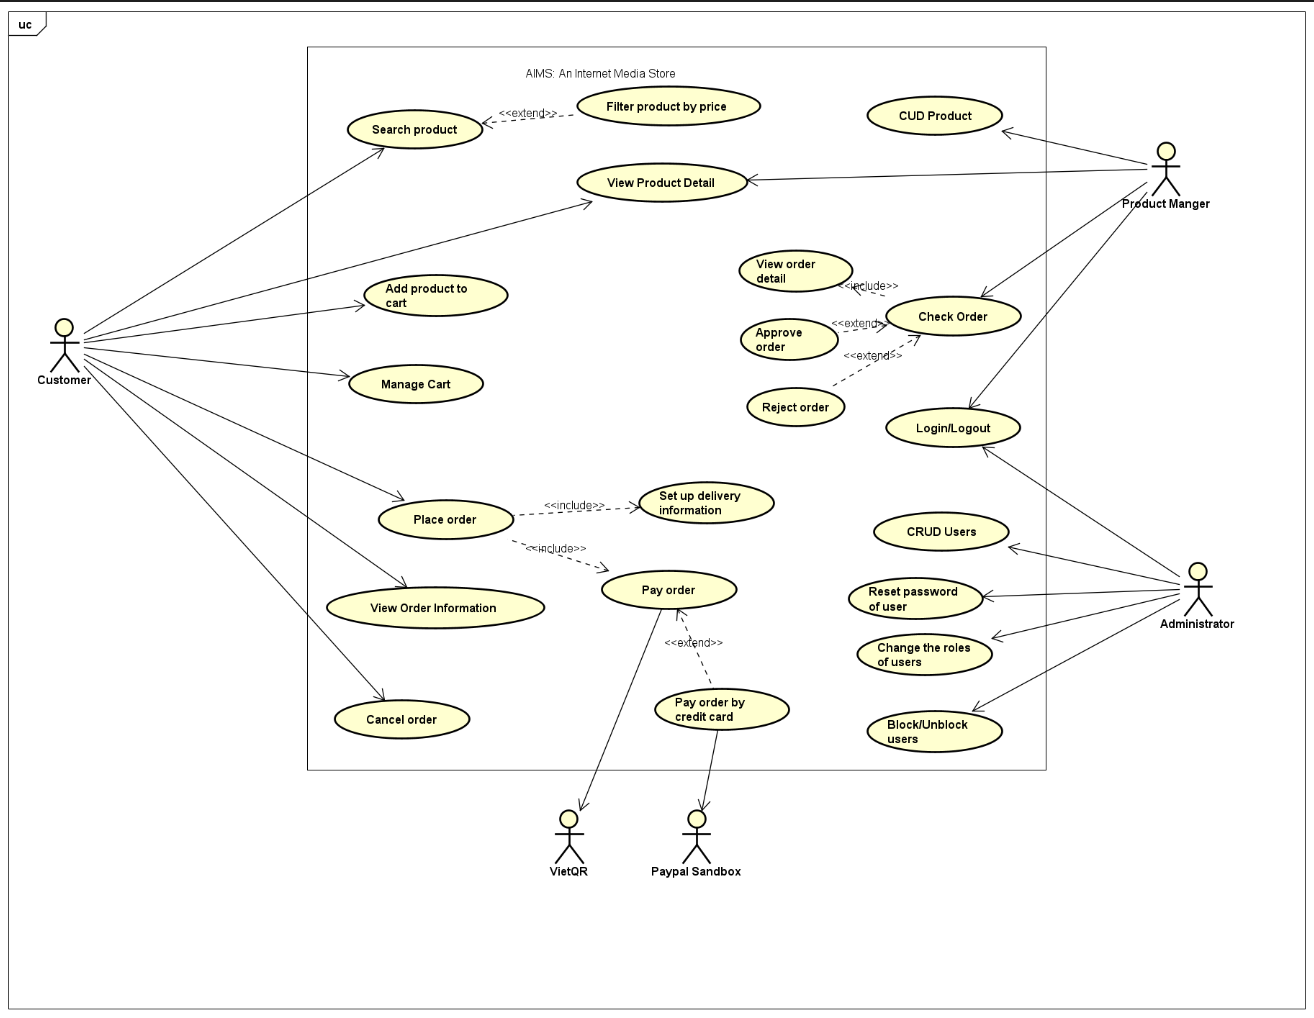 uc
AIMS: An Internet Media Store
Filter product by price
<<extend>>
Search product
CUD Product
View Product Detail
Product Manger
View order
detail
<<include>>
Add product to
cart
Check Order
<<extend>>
Approve
order
<<extend>>
Customer
Manage Cart
Reject order
Login/Logout
Set up delivery
information
<<include>>
Place order
CRUD Users
<<include>>
Pay order
Reset password
of user
View Order Information
Administrator
<<extend>>
Change the roles
of users
Pay order by
credit card
Cancel order
Block/Unblock
users
VietQR
Paypal Sandbox